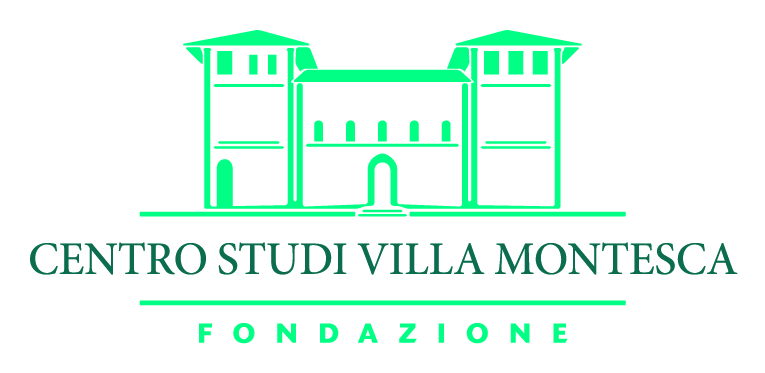 CENTRO STUDI VILLA MONTESCA
FONDAZIONE